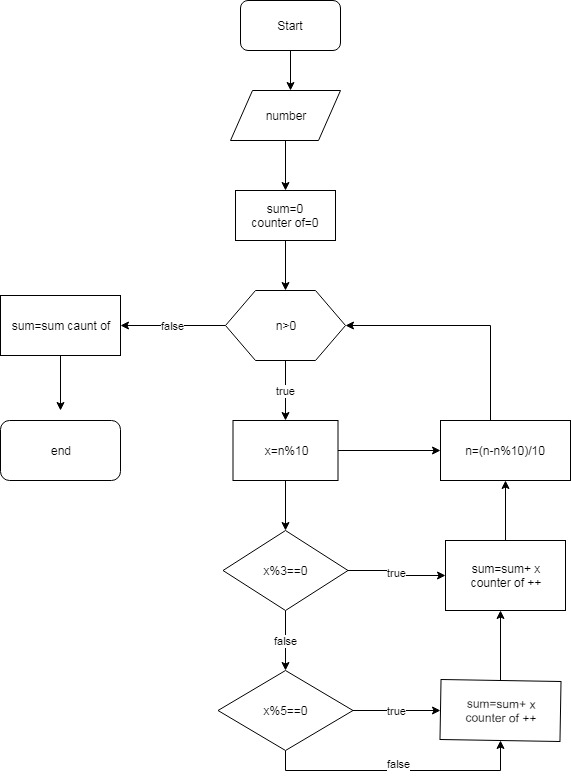 Start
number
sum=0
counter of=0
n>0
false
sum=sum caunt of
end
true
x=n%10
n=(n-n%10)/10
x%3==0
true
sum=sum+ x
counter of ++
false
x%5==0
true
sum=sum+ x
counter of ++
false